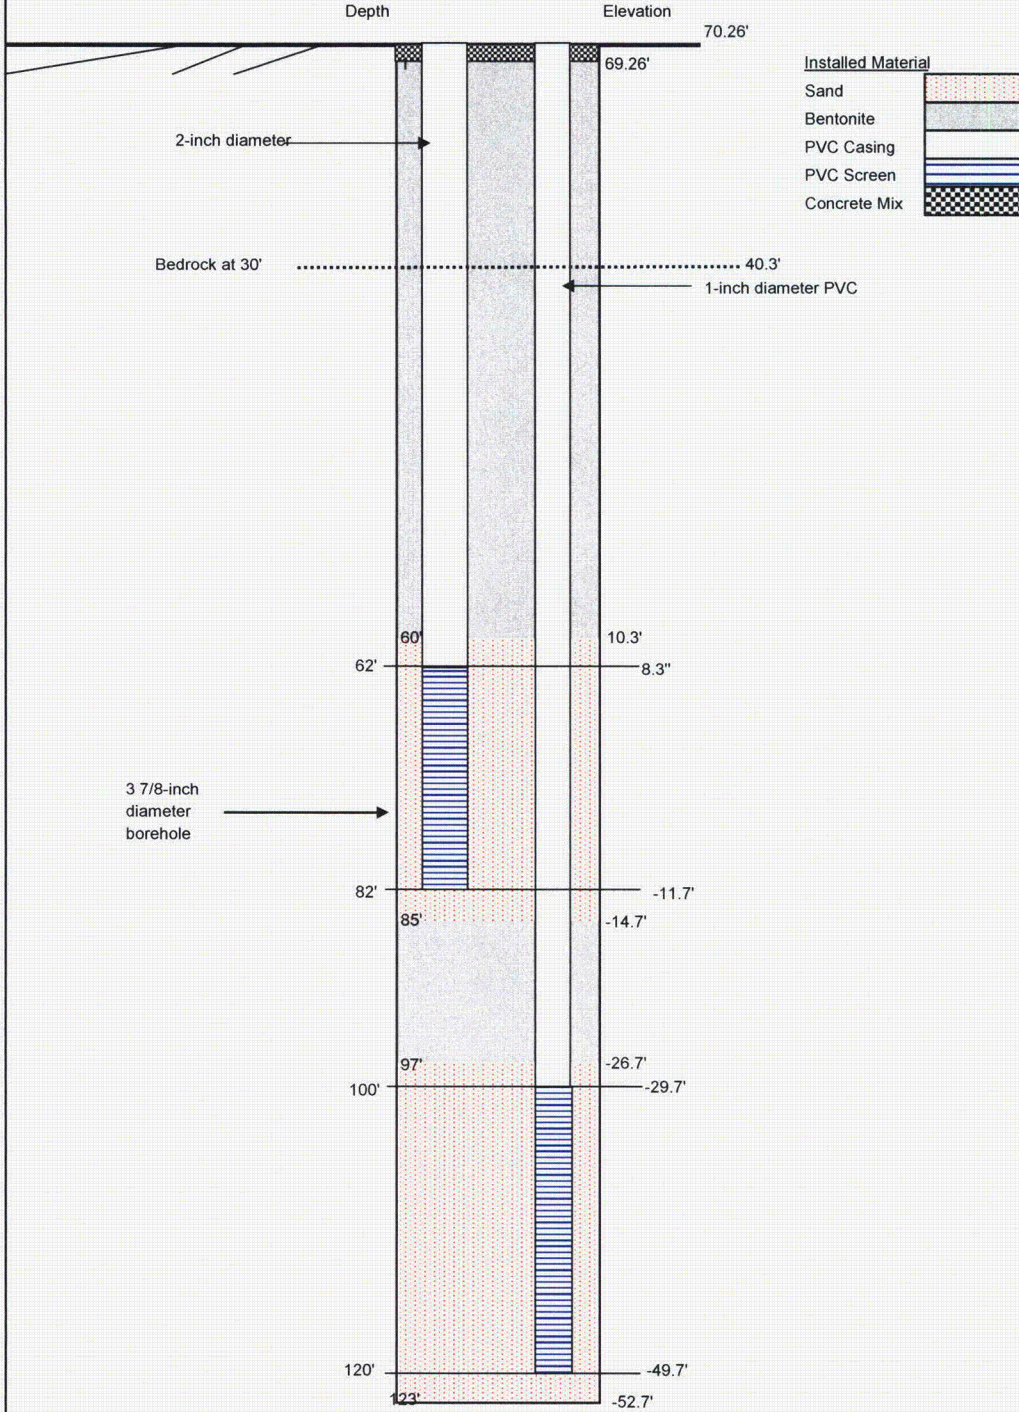 Depth
Elevation
70.26'
69.26'
Installed Material
Sand
Bentonite
PVC Casing
PVC Screen
Concrete Mix
2-inch diameter
Bedrock at 30'
40.3'
1-inch diameter PVC
60'
10.3'
62'
8.3"
3 7/8-inch
diameter
borehole
82'
-11.7'
85'
-14.7'
97'
-26.7'
100'
-29.7'
120'
-49.7'
123'
-52.7'